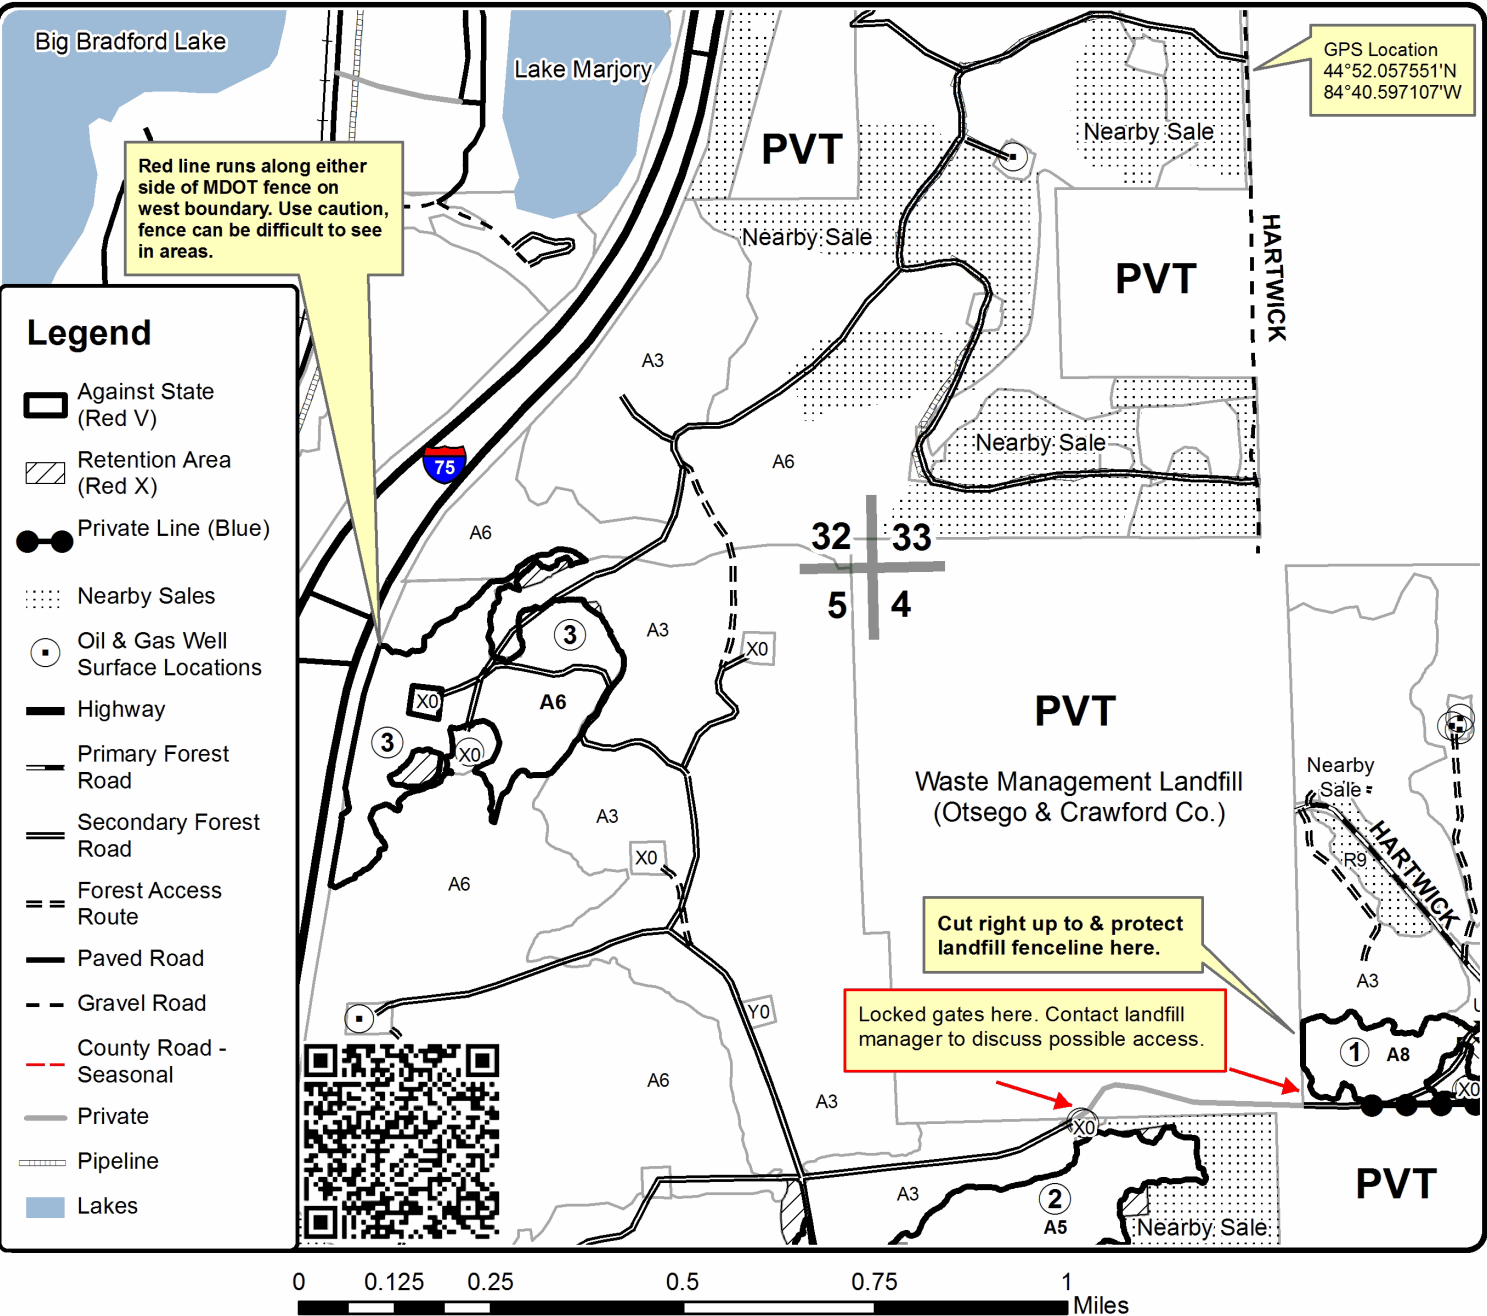 Big Bradford Lake
Lake Marjory
GPS Location
44°52.057551'N
84°40.597107'W
Nearby Sale
PVT
Red line runs along either
side of MDOT fence on
west boundary. Use caution,
fence can be difficult to see
in areas.
Nearby Sale
HARTWICK
PVT
Legend
Against State
(Red V)
Retention Area
(Red X)
Private Line (Blue)
Nearby Sales
Oil & Gas Well
Surface Locations
Highway
Primary Forest
Road
Secondary Forest
Road
Forest Access
Route
Paved Road
Gravel Road
County Road -
Seasonal
Private
Pipeline
Lakes
A3
75
A6
Nearby Sale
A6
32 33
5 4
3
A3
X0
X0
A6
3
X0
PVT
Waste Management Landfill
(Otsego & Crawford Co.)
Nearby
Sale
HARTWICK
R9
A3
X0
A6
Cut right up to & protect
landfill fenceline here.
A3
Locked gates here. Contact landfill
manager to discuss possible access.
Y0
1 A8
X0
A6
A3
X0
PVT
A3
2
A5
Nearby Sale
0 0.125 0.25 0.5 0.75 1
Miles